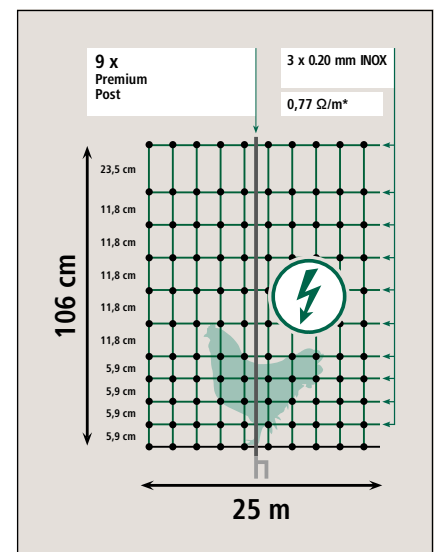 9 x
Premium
Post
3 x 0.20 mm INOX
0,77 Ω/m*
23,5 cm
11,8 cm
11,8 cm
11,8 cm
11,8 cm
11,8 cm
5,9 cm
5,9 cm
5,9 cm
5,9 cm
106 cm
25 m